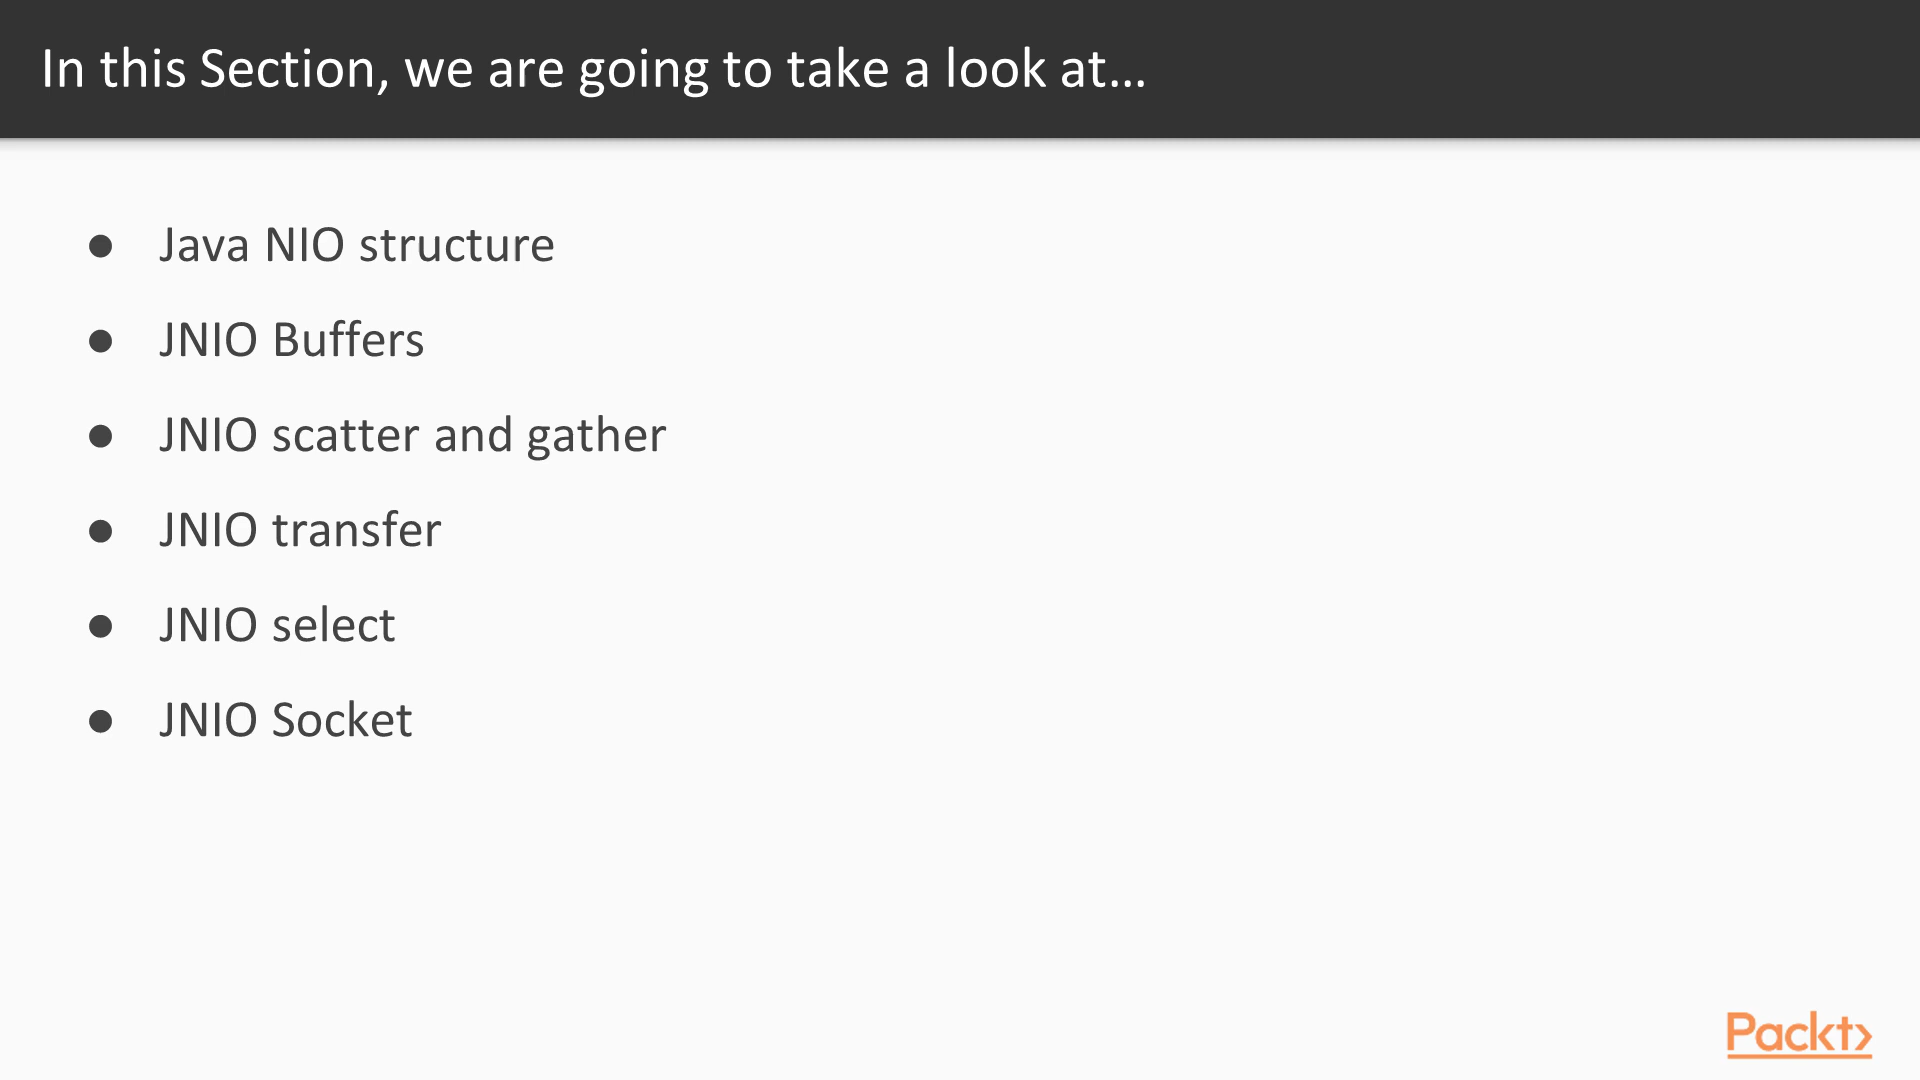 In this Section, we are going to take a look at…
● Java NIO structure
● JNIO Buffers
● JNIO scatter and gather
● JNIO transfer
● JNIO select
● JNIO Socket
Packt>